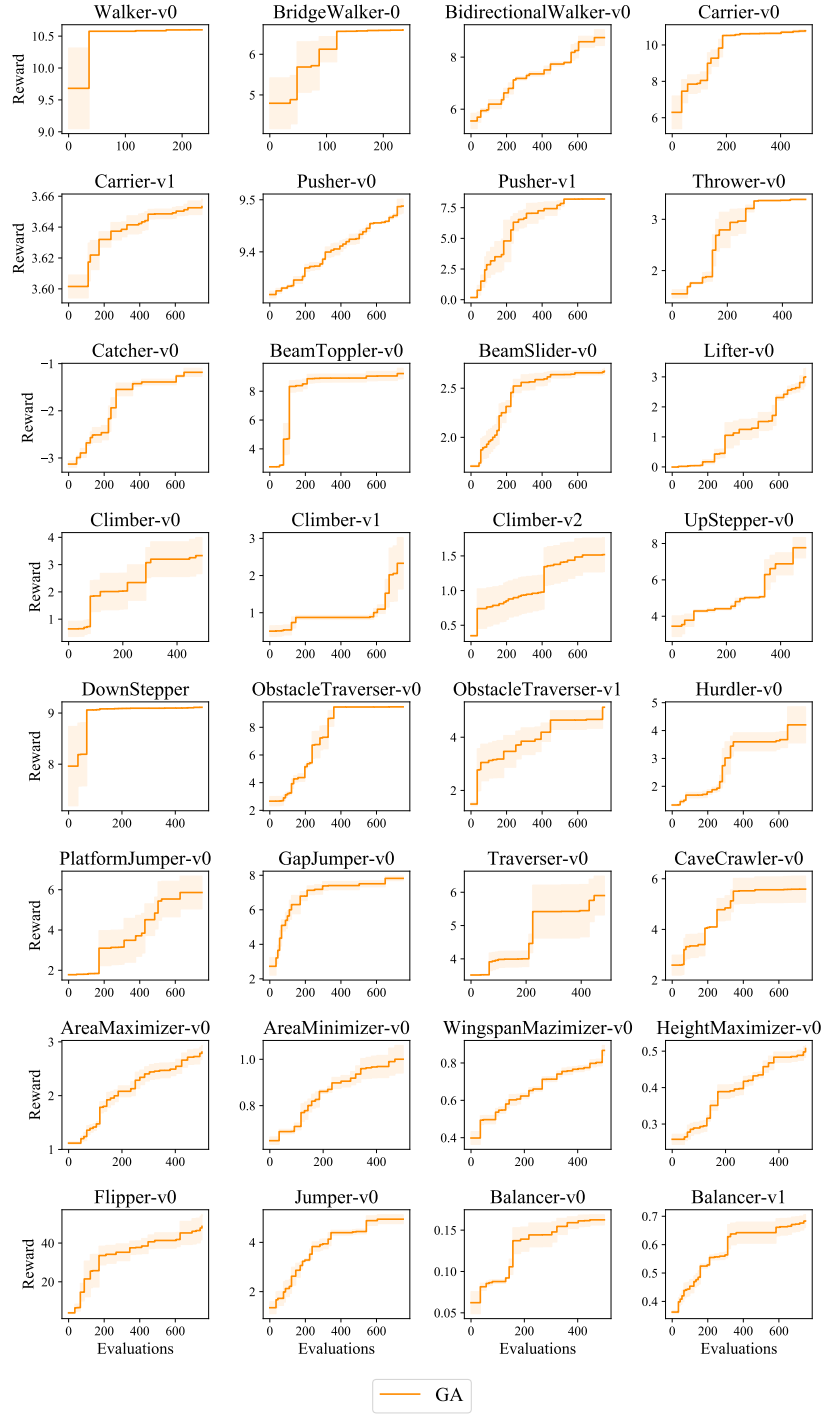 Walker-v0 BridgeWalker-0 BidirectionalWalker-v0 Carrier-v0
Reward
10.5
10.0
9.5
9.0
0 100 200
6
5
0 100 200
8
6
0 200 400 600
10
8
6
0 200 400
Carrier-v1 Pusher-v0 Pusher-v1 Thrower-v0
Reward
3.66
3.64
3.62
3.60
0 200 400 600
9.5
9.4
0 200 400 600
7.5
5.0
2.5
0.0
0 200 400 600
3
2
0 200 400
Catcher-v0 BeamToppler-v0 BeamSlider-v0 Lifter-v0
Reward
−1
−2
−3
0 200 400 600
8
6
4
0 200 400 600
2.5
2.0
0 200 400 600
3
2
1
0
0 200 400 600
Climber-v0 Climber-v1 Climber-v2 UpStepper-v0
Reward
4
3
2
1
0 200 400
3
2
1
0 200 400 600
1.5
1.0
0.5
0 200 400 600
8
6
4
0 200 400
DownStepper ObstacleTraverser-v0 ObstacleTraverser-v1 Hurdler-v0
Reward
9
8
0 200 400
8
6
4
2
0 200 400 600
4
2
0 200 400 600
5
4
3
2
0 200 400 600
PlatformJumper-v0 GapJumper-v0 Traverser-v0 CaveCrawler-v0
Reward
6
4
2
0 200 400 600
8
6
4
2
0 200 400 600
6
5
4
0 200 400
6
4
2
0 200 400 600
AreaMaximizer-v0 AreaMinimizer-v0 WingspanMazimizer-v0 HeightMaximizer-v0
Reward
3
2
1
0 200 400
1.0
0.8
0 200 400
0.8
0.6
0.4
0 200 400
0.5
0.4
0.3
0 200 400
Flipper-v0 Jumper-v0 Balancer-v0 Balancer-v1
Reward
40
20
0 200 400 600
4
2
0 200 400 600
0.15
0.10
0.05
0 200 400
0.7
0.6
0.5
0.4
0 200 400 600
Evaluations Evaluations Evaluations Evaluations
GA